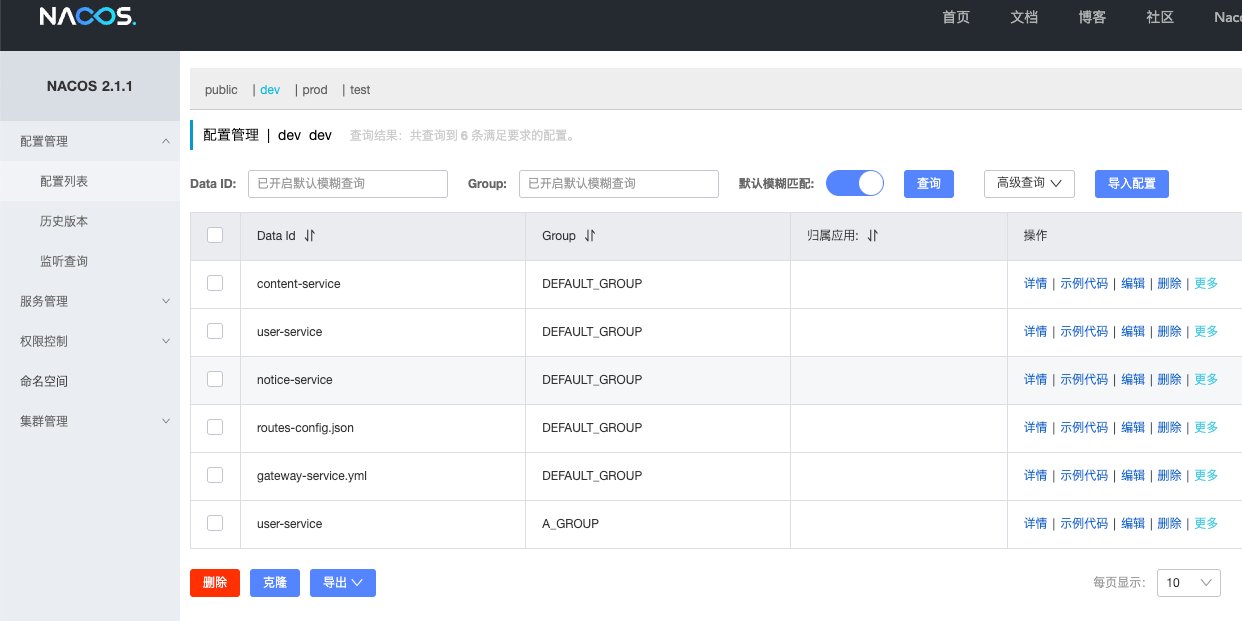 NACOS.
首页 文档 博客 社区
NACOS 2.1.1
配置管理
配置列表
历史版本
监听查询
服务管理
权限控制
命名空间
集群管理
public | dev | prod | test
配置管理 | dev dev 查询结果：共查询到 6 条满足要求的配置。
Data ID: 已开启默认模糊查询 Group: 已开启默认模糊查询 默认模糊匹配: 查询 高级查询 导入配置
Data Id Group 归属应用: 操作
content-service DEFAULT_GROUP 详情 | 示例代码 | 编辑 | 删除 | 更多
user-service DEFAULT_GROUP 详情 | 示例代码 | 编辑 | 删除 | 更多
notice-service DEFAULT_GROUP 详情 | 示例代码 | 编辑 | 删除 | 更多
routes-config.json DEFAULT_GROUP 详情 | 示例代码 | 编辑 | 删除 | 更多
gateway-service.yml DEFAULT_GROUP 详情 | 示例代码 | 编辑 | 删除 | 更多
user-service A_GROUP 详情 | 示例代码 | 编辑 | 删除 | 更多
删除 克隆 导出 每页显示: 10